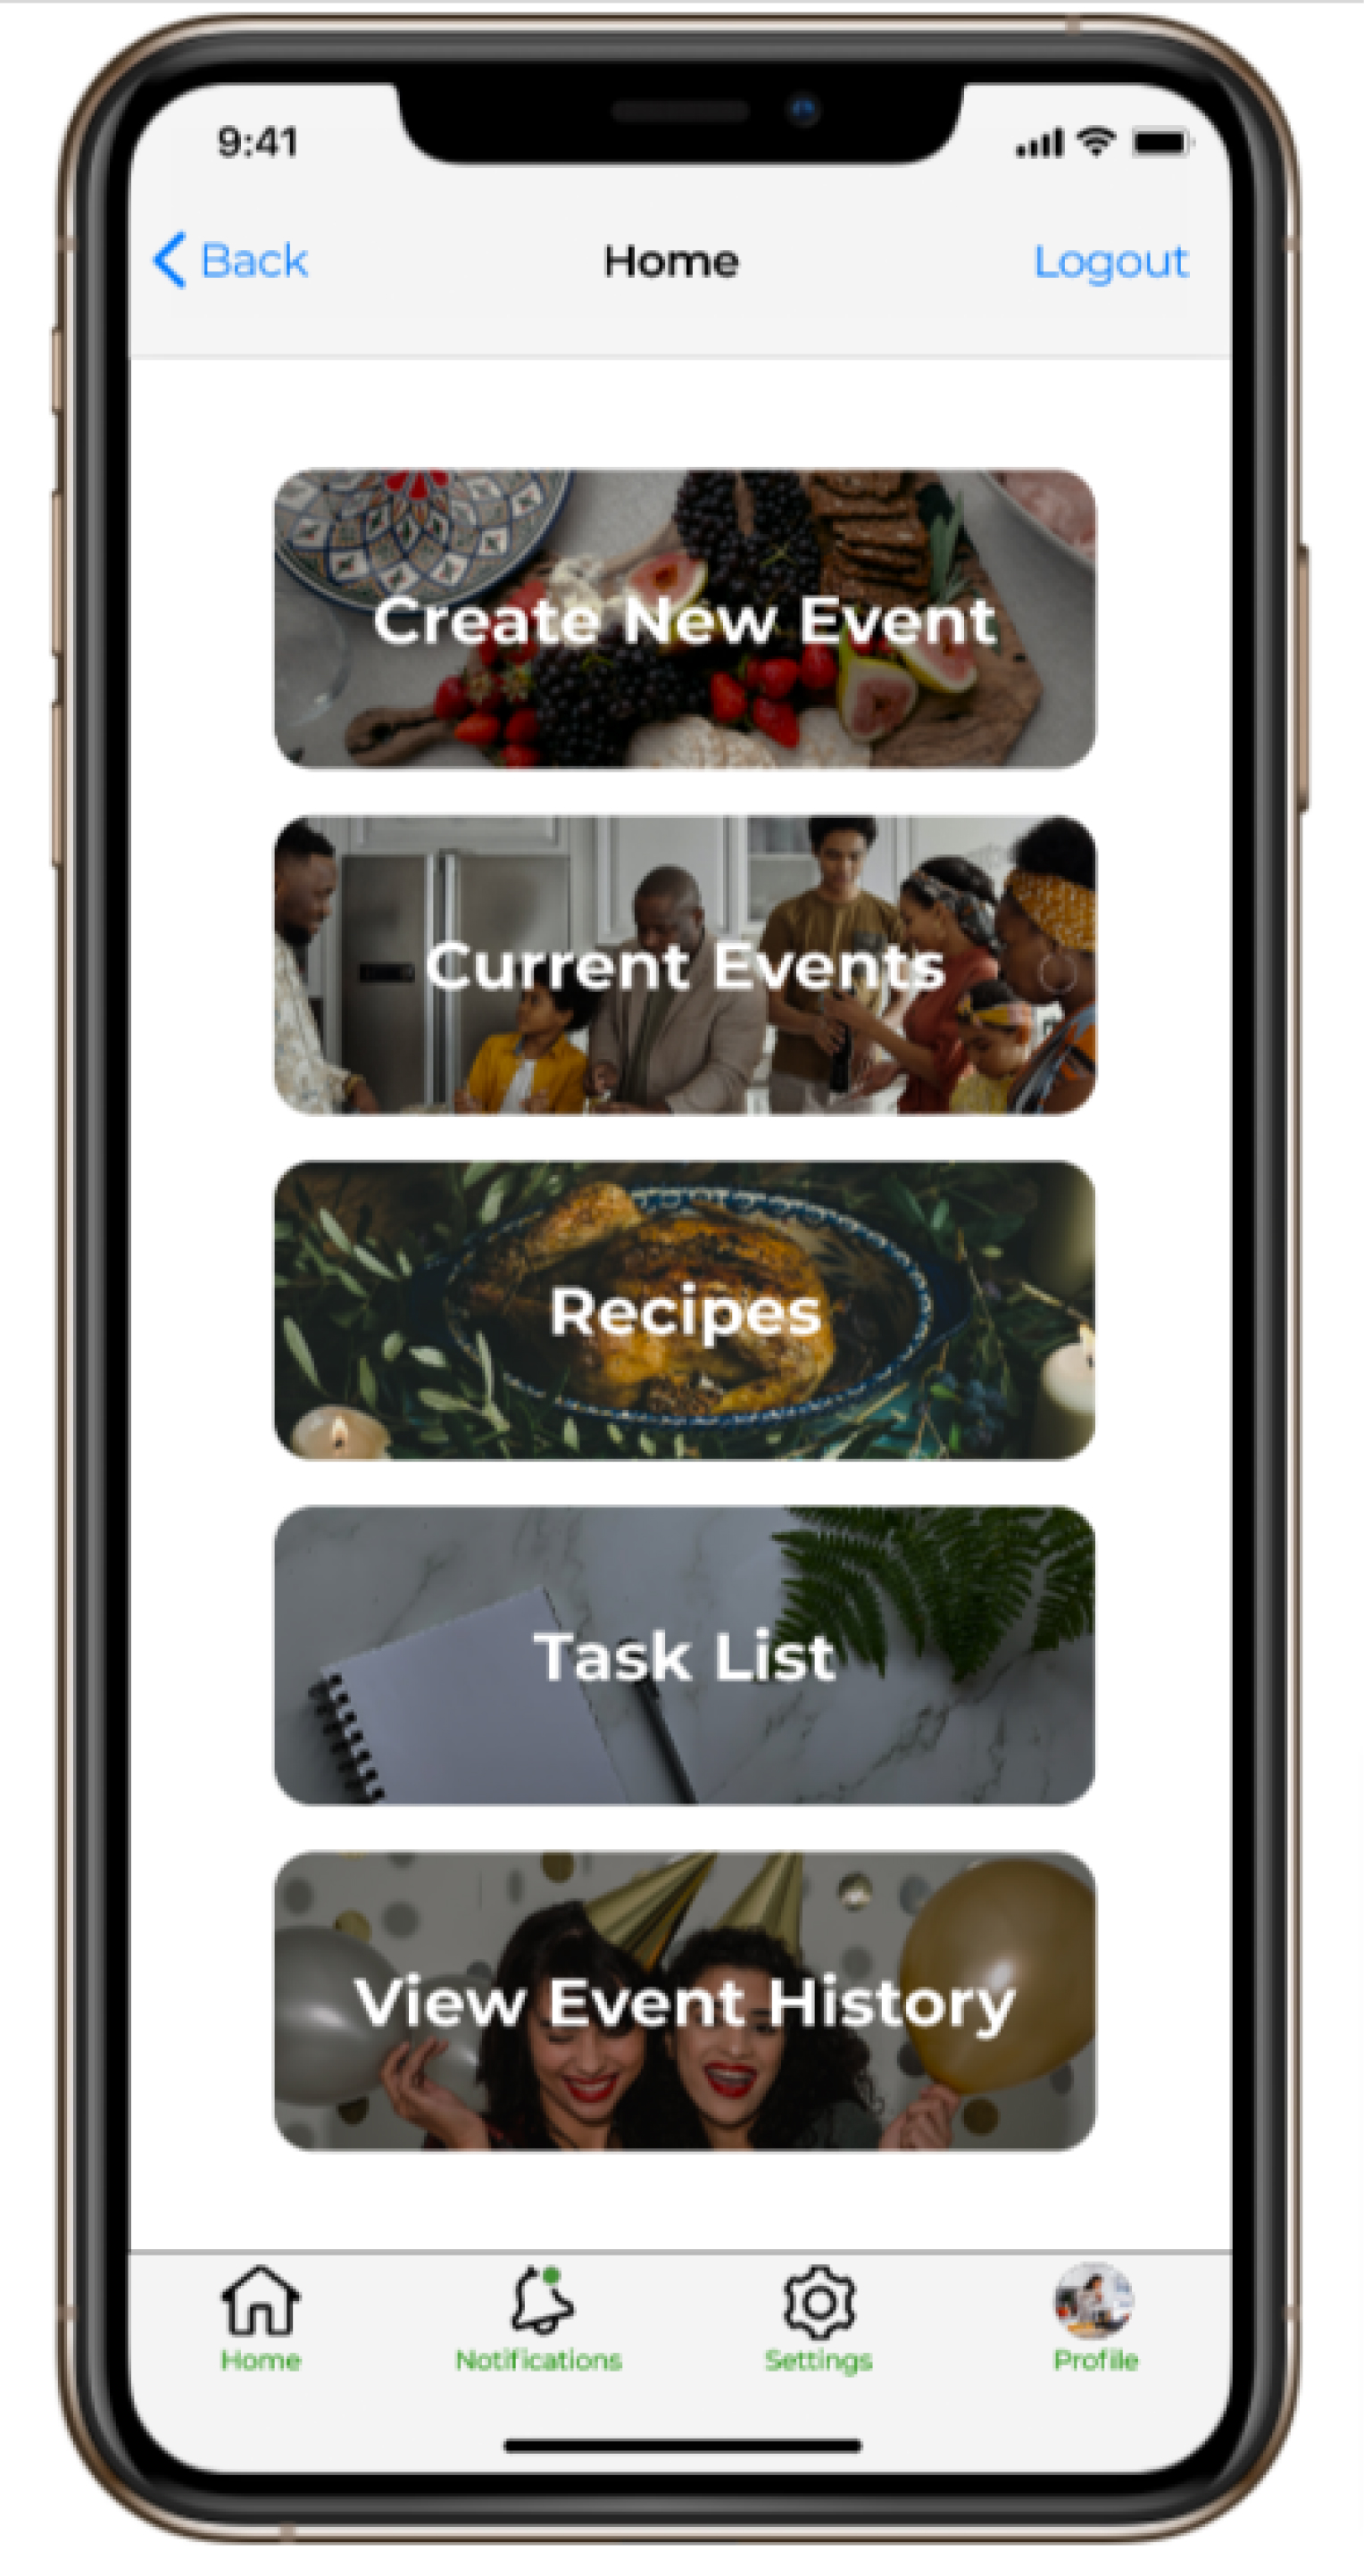 9:41
Back
Home
Logout
Create New Event
Current Events
Recipes
Task List
View Event History
Home
Notifications
Settings
Profile